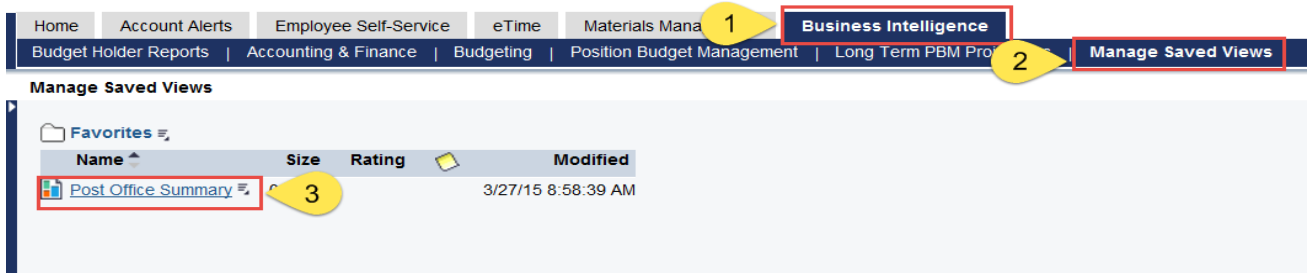 Home Account Alerts Employee Self-Service eTime Materials Mana 1 Business Intelligence
Budget Holder Reports | Accounting & Finance | Budgeting | Position Budget Management | Long Term PBM Pro 2 | Manage Saved Views
Manage Saved Views
Favorites
Name Size Rating Modified
Post Office Summary 3 3/27/15 8:58:39 AM